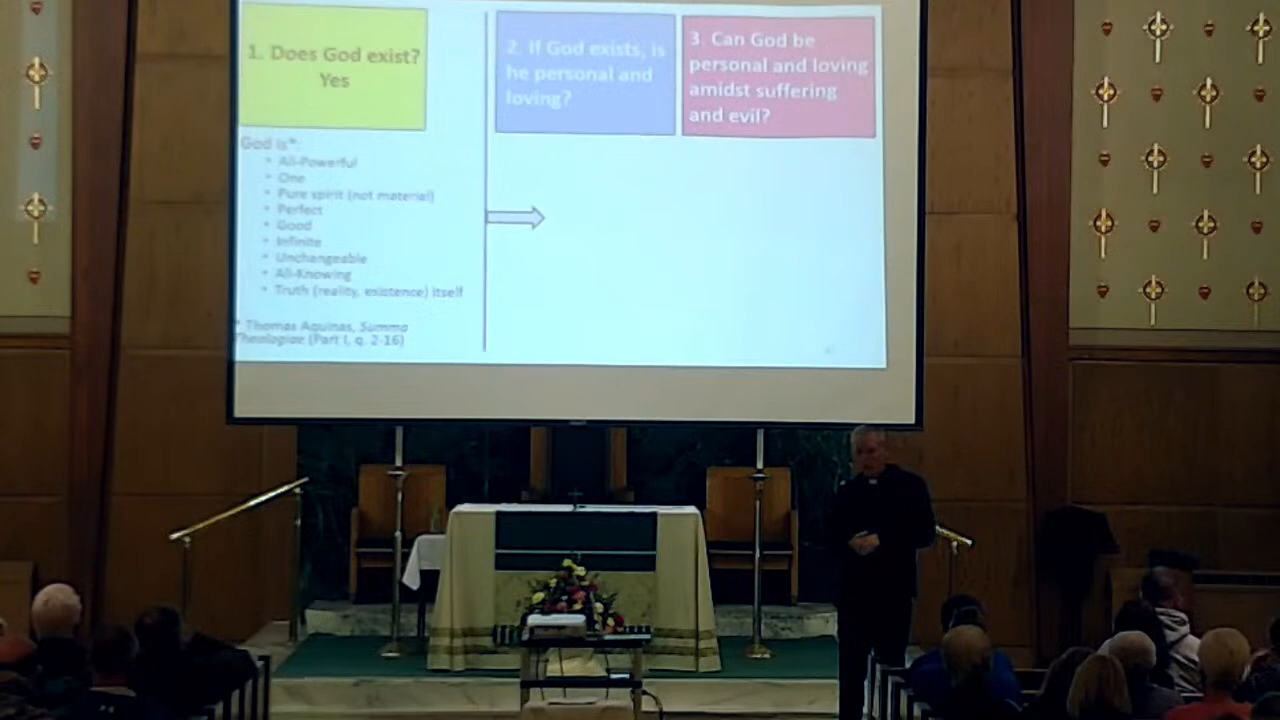 1. Does God exist?
Yes
2. If God exists, is
he personal and
loving?
3. Can God be
personal and loving
amidst suffering
and evil?
God is*:
• All-Powerful
• One
• Pure spirit (not material)
• Perfect
• Good
• Infinite
• Unchangeable
• All-Knowing
• Truth (reality, existence) itself
* Thomas Aquinas, Summa
Theologiae (Part I, q. 2-16)